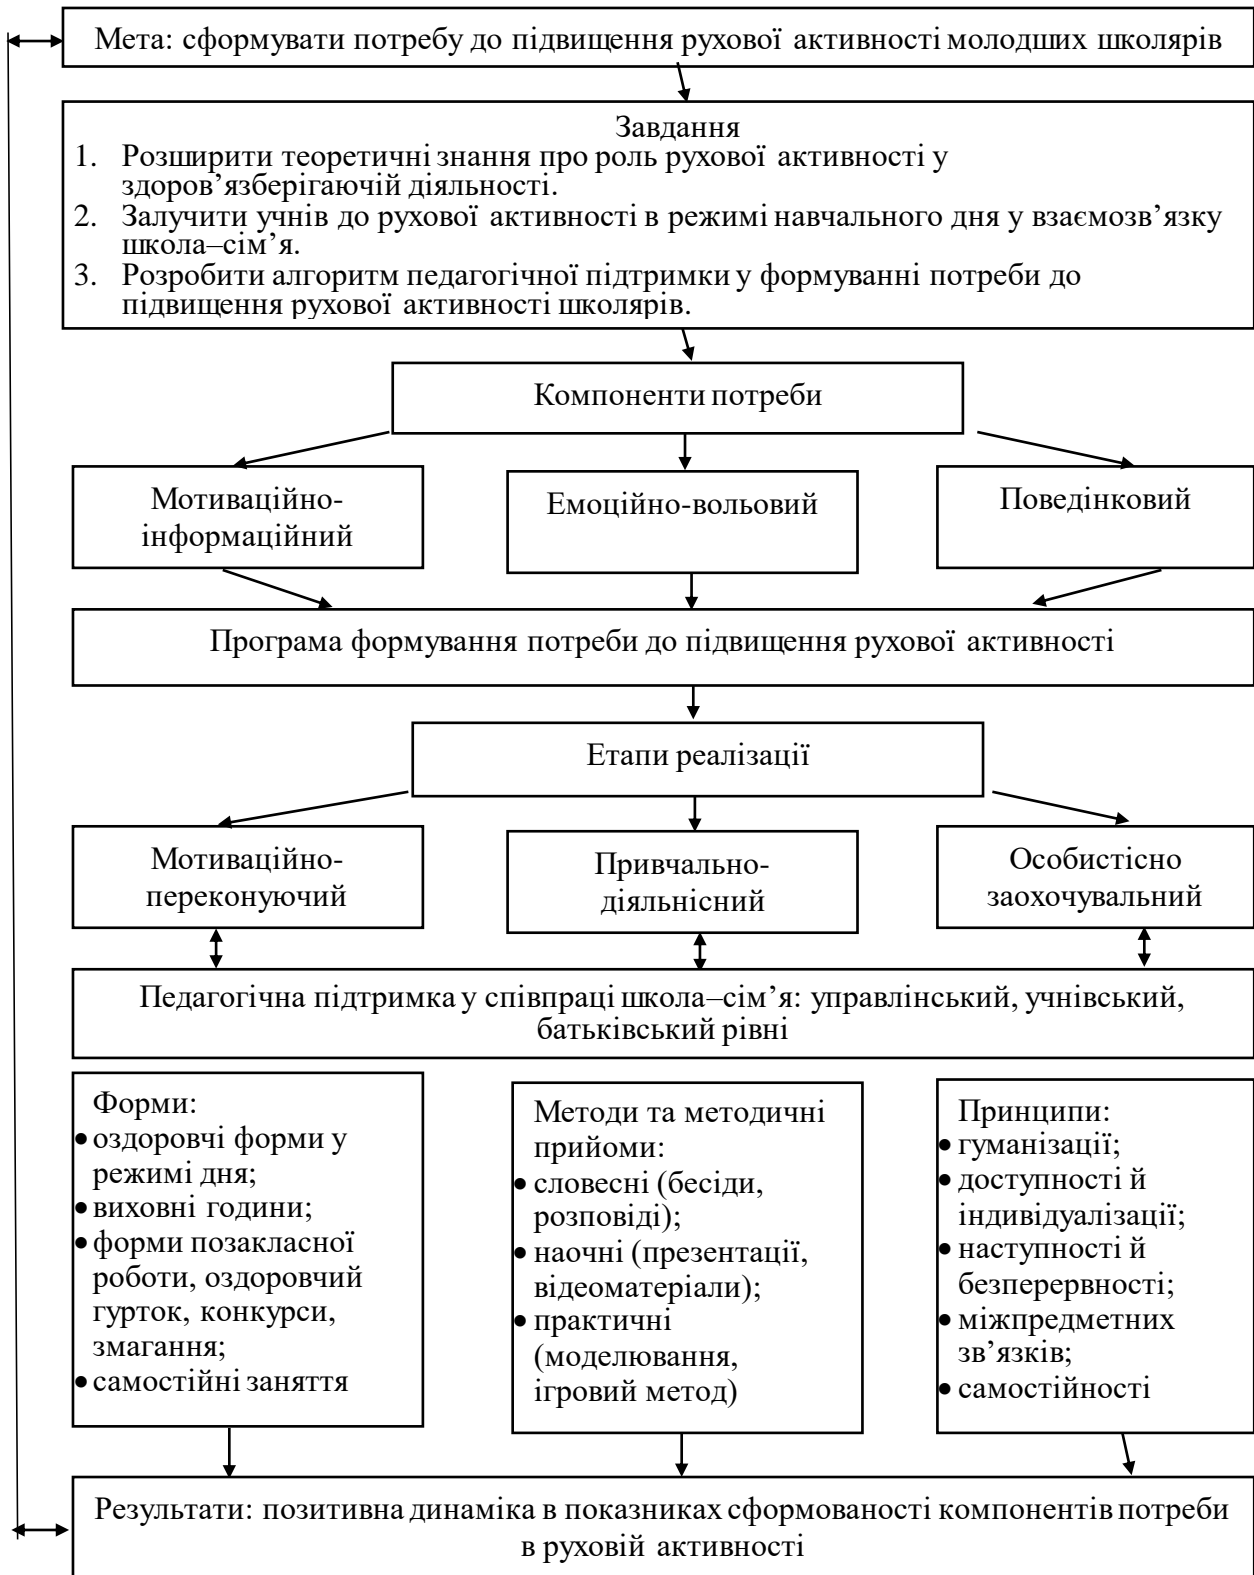 Мета: сформувати потребу до підвищення рухової активності молодших школярів
Завдання
1. Розширити теоретичні знання про роль рухової активності у
здоров’язберігаючій діяльності.
2. Залучити учнів до рухової активності в режимі навчального дня у взаємозв’язку
школа–сім’я.
3. Розробити алгоритм педагогічної підтримки у формуванні потреби до
підвищення рухової активності школярів.
Компоненти потреби
Мотиваційно-
інформаційний
Емоційно-вольовий
Поведінковий
Програма формування потреби до підвищення рухової активності
Етапи реалізації
Мотиваційно-
переконуючий
Привчально-
діяльнісний
Особистісно
заохочувальний
Педагогічна підтримка у співпраці школа–сім’я: управлінський, учнівський,
батьківський рівні
Форми:
• оздоровчі форми у
режимі дня;
• виховні години;
• форми позакласної
роботи, оздоровчий
гурток, конкурси,
змагання;
• самостійні заняття
Методи та методичні
прийоми:
• словесні (бесіди,
розповіді);
• наочні (презентації,
відеоматеріали);
• практичні
(моделювання,
ігровий метод)
Принципи:
• гуманізації;
• доступності й
індивідуалізації;
• наступності й
безперервності;
• міжпредметних
зв’язків;
• самостійності
Результати: позитивна динаміка в показниках сформованості компонентів потреби
в руховій активності